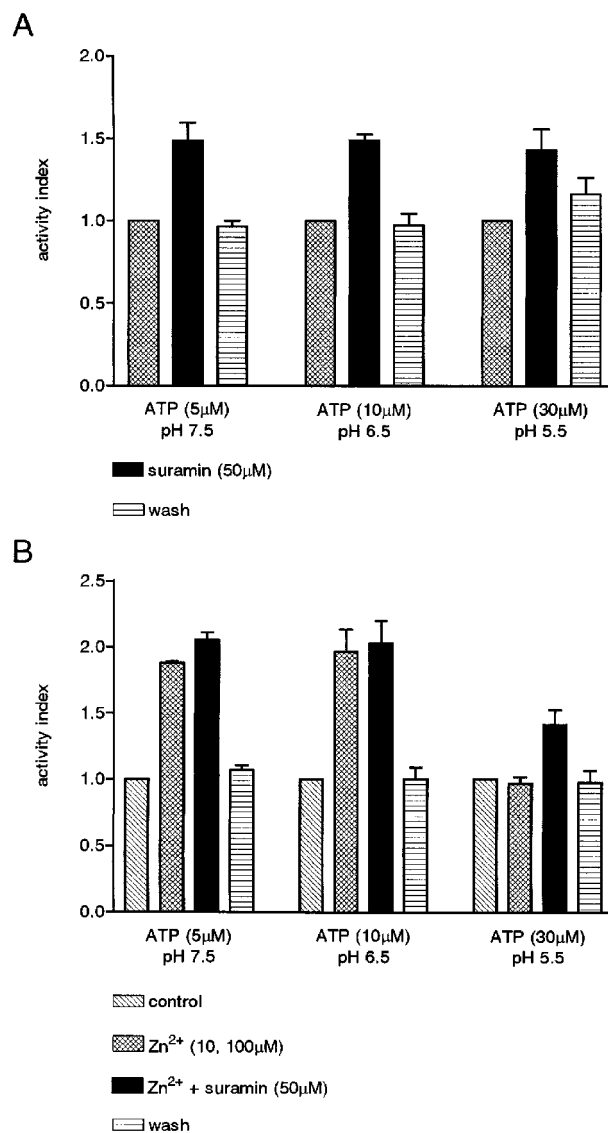 A
2.0
1.5
1.0
0.5
0.0
activity index
ATP (5µM) ATP (10µM) ATP (30µM)
pH 7.5 pH 6.5 pH 5.5
suramin (50µM)
wash
B
2.5
2.0
1.5
1.0
0.5
0.0
activity index
ATP (5µM) ATP (10µM) ATP (30µM)
pH 7.5 pH 6.5 pH 5.5
control
Zn²⁺ (10, 100µM)
Zn²⁺ + suramin (50µM)
wash